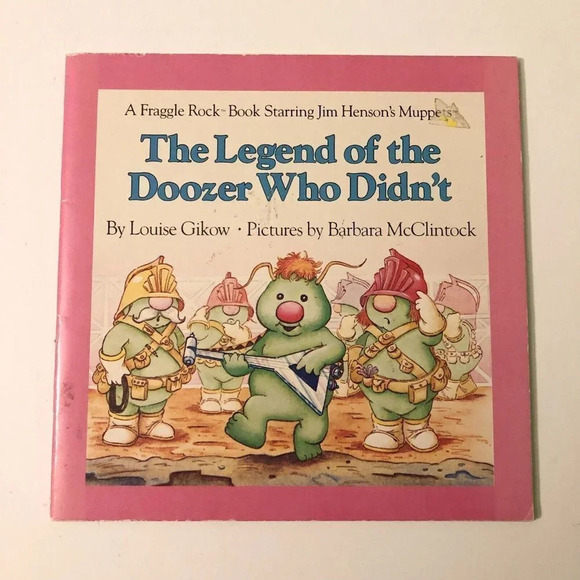 A Fraggle Rock™ Book Starring Jim Henson's Muppets™
The Legend of the
Doozer Who Didn't
By Louise Gikow • Pictures by Barbara McClintock